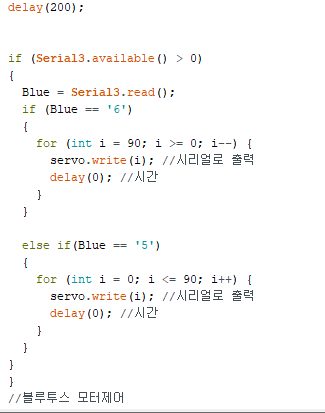 delay(200);
if (Serial3.available() > 0)
{
Blue = Serial3.read();
if (Blue == '6')
{
for (int i = 90; i >= 0; i--) {
servo.write(i); //시리얼로 출력
delay(0); //시간
}
}
else if(Blue == '5')
{
for (int i = 0; i <= 90; i++) {
servo.write(i); //시리얼로 출력
delay(0); //시간
}
}
}
}
//블루투스 모터제어